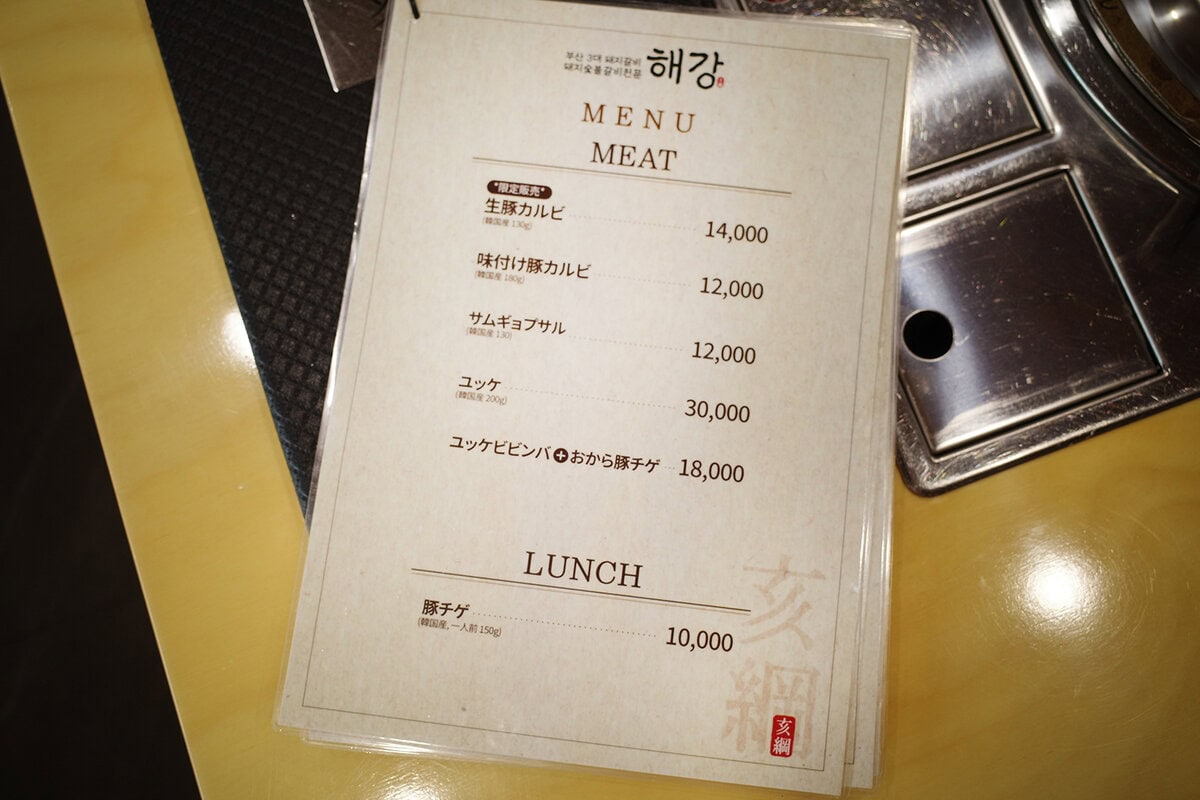 부산 3대 돼지갈비
돼지숯불갈비전문
해강
MENU
MEAT
*限定販売*
生豚カルビ 14,000
(韓国産 130g)
味付け豚カルビ 12,000
(韓国産 180g)
サムギョプサル 12,000
(韓国産 130)
ユッケ 30,000
(韓国産 200g)
ユッケビビンバ+おから豚チゲ 18,000
LUNCH
豚チゲ 10,000
(韓国産, 一人前 150g)
亥綱
亥綱